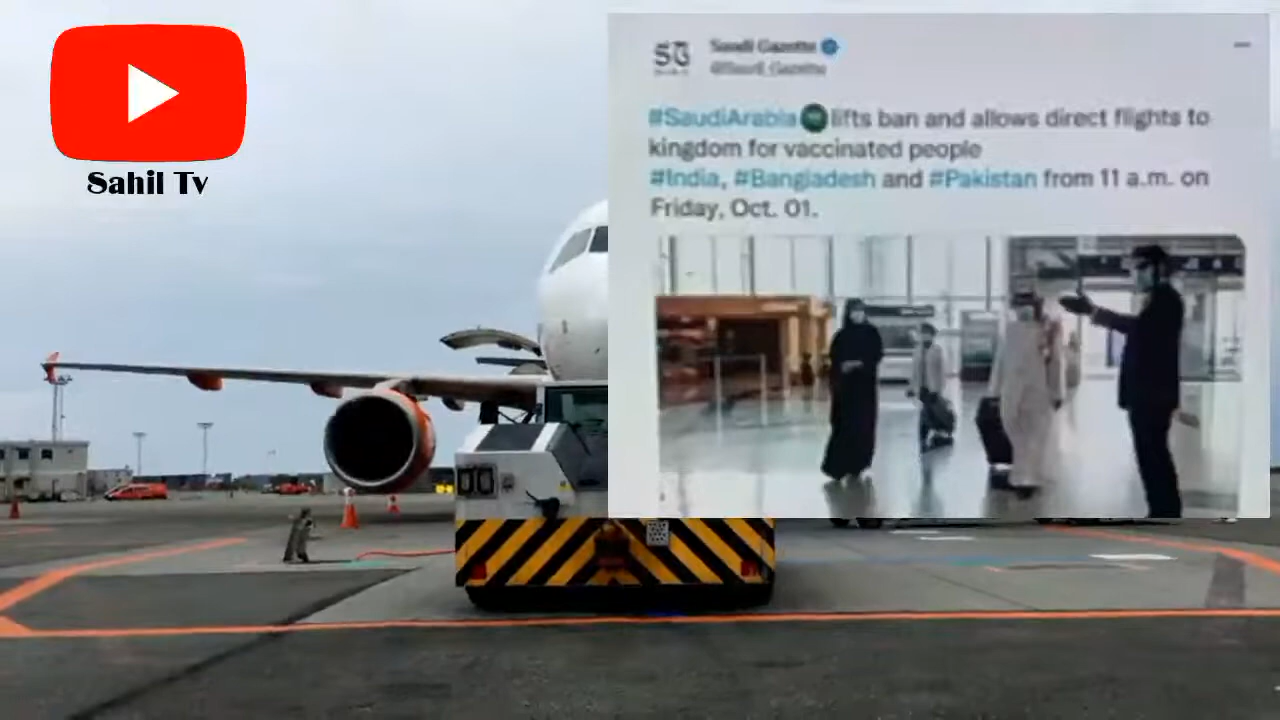 Sahil Tv
SG
Saudi Gazette
@Saudi_Gazette
#SaudiArabia lifts ban and allows direct flights to
kingdom for vaccinated people
#India, #Bangladesh and #Pakistan from 11 a.m. on
Friday, Oct. 01.